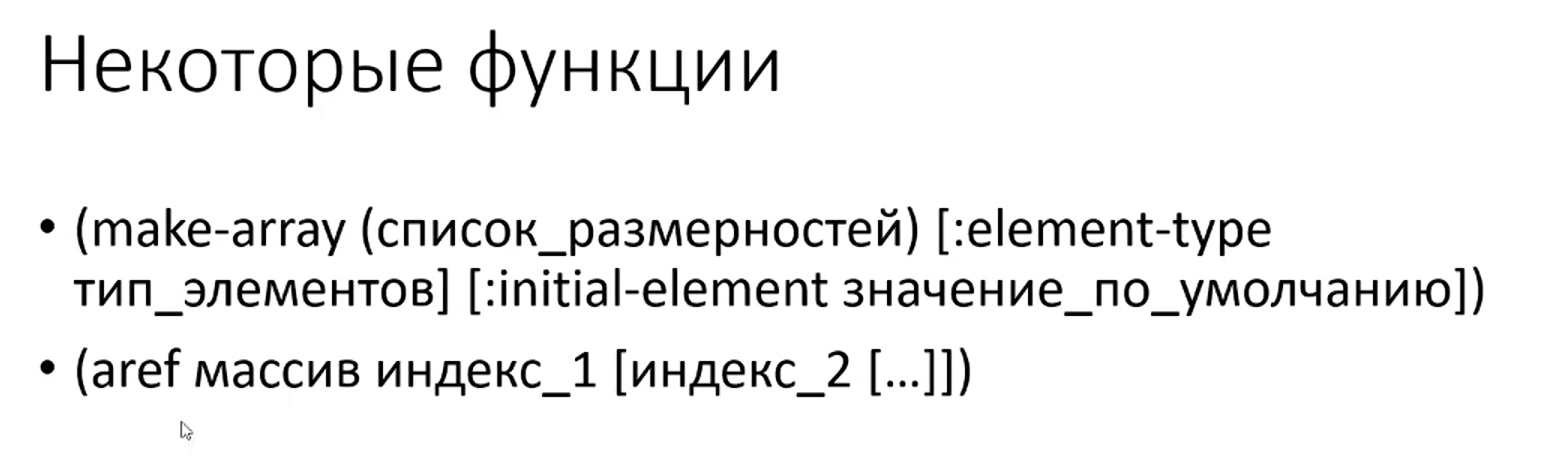 Некоторые функции
• (make-array (список_размерностей) [:element-type
тип_элементов] [:initial-element значение_по_умолчанию])
• (aref массив индекс_1 [индекс_2 […]])